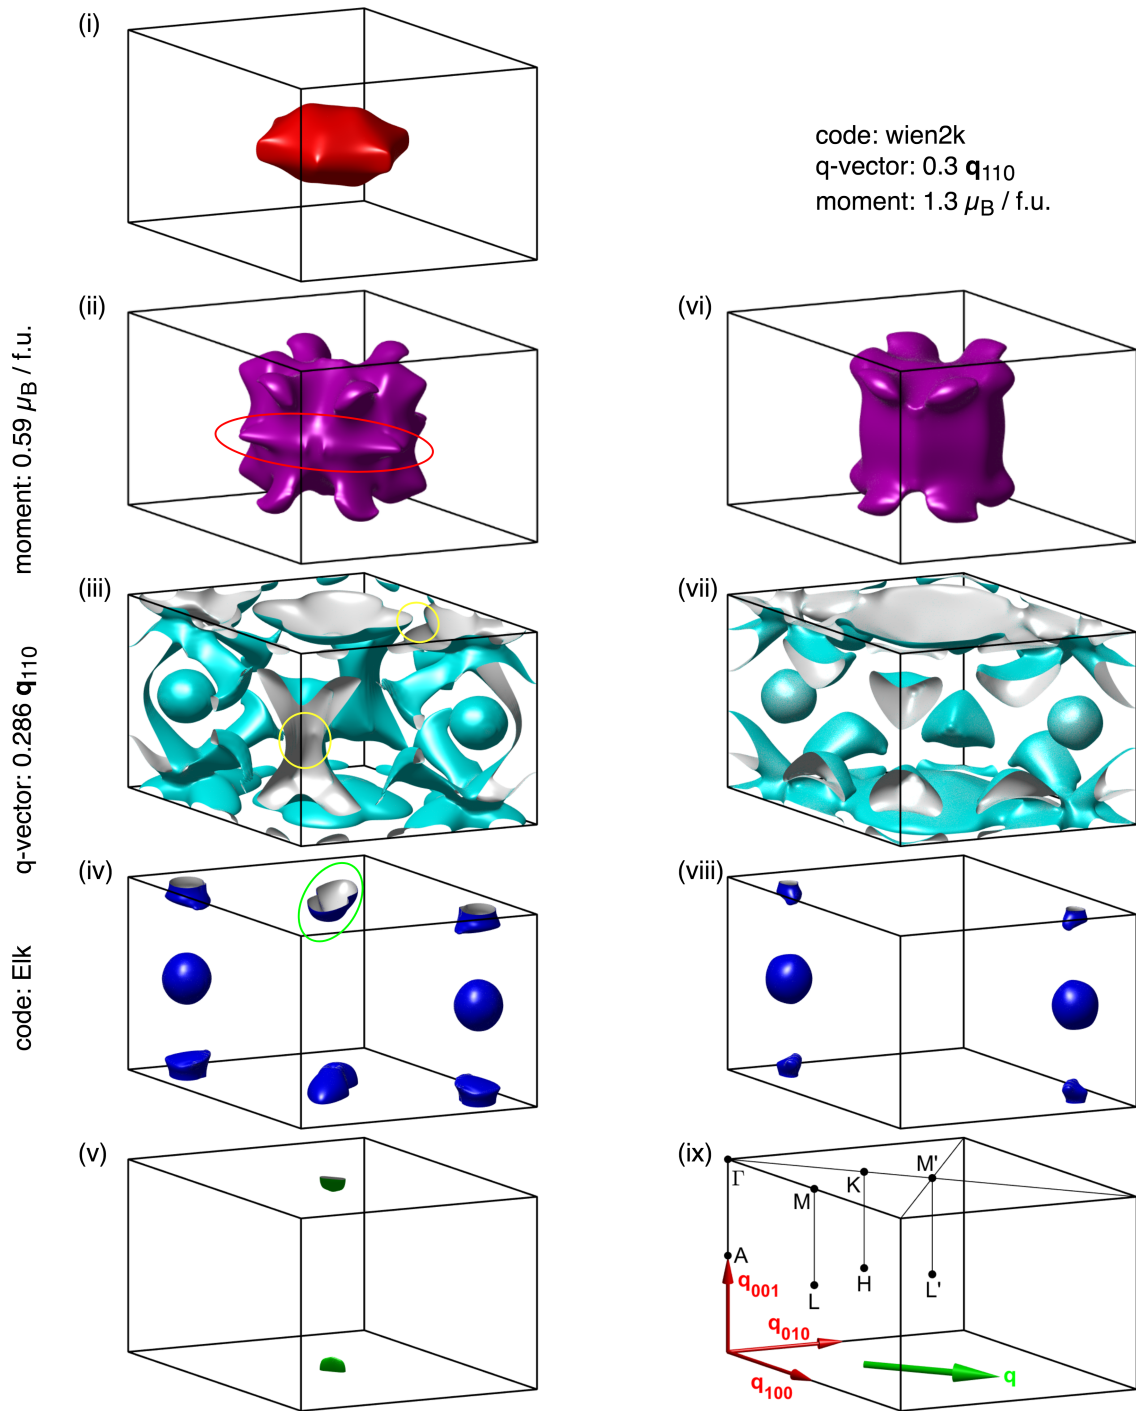 (i)
code: wien2k
q-vector: 0.3 q110
moment: 1.3 μB / f.u.
(ii)
(vi)
(iii)
(vii)
(iv)
(viii)
(v)
(ix)
code: Elk q-vector: 0.286 q110 moment: 0.59 μB / f.u.
Γ
M
K
M'
A
L
H
L'
q001
q010
q100
q